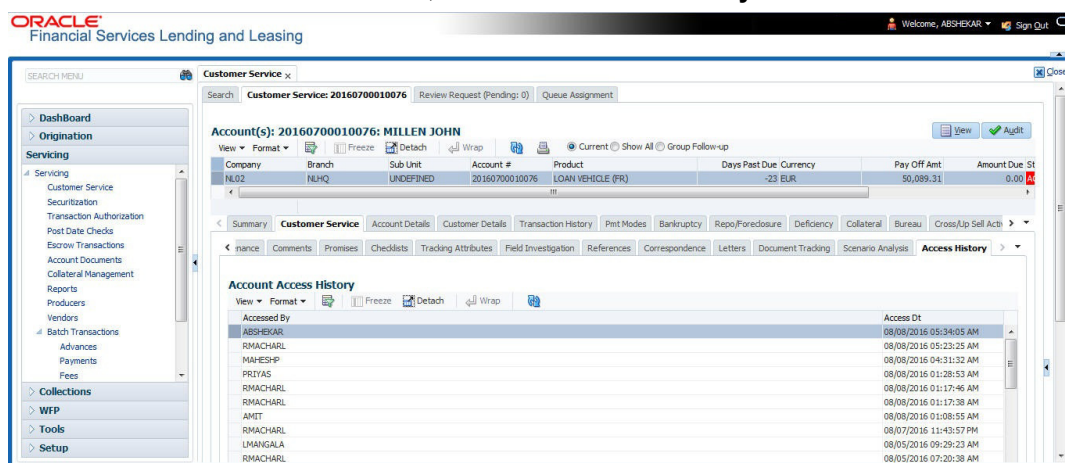 ORACLE
Financial Services Lending and Leasing
Welcome, ABSHEKAR
Sign Out
Close
SEARCH MENU
DashBoard
Origination
Servicing
Servicing
Customer Service
Securitization
Transaction Authorization
Post Date Checks
Escrow Transactions
Account Documents
Collateral Management
Reports
Producers
Vendors
Batch Transactions
Advances
Payments
Fees
Collections
WFP
Tools
Setup
Customer Service x
Search Customer Service: 20160700010076 Review Request (Pending: 0) Queue Assignment
Account(s): 20160700010076: MILLEN JOHN
View Audit
View Format Freeze Detach Wrap Current Show All Group Follow-up
Company Branch Sub Unit Account # Product Days Past Due Currency Pay Off Amt Amount Due St
NL02 NLHQ UNDEFINED 20160700010076 LOAN VEHICLE (FR) -23 EUR 50,089.31 0.00
Summary Customer Service Account Details Customer Details Transaction History Pmt Modes Bankruptcy Repo/Foreclosure Deficiency Collateral Bureau Cross/Up Sell Activ
nance Comments Promises Checklists Tracking Attributes Field Investigation References Correspondence Letters Document Tracking Scenario Analysis Access History
Account Access History
View Format Freeze Detach Wrap
Accessed By Access Dt
ABSHEKAR 08/08/2016 05:34:05 AM
RMACHARL 08/08/2016 05:23:25 AM
MAHESHP 08/08/2016 04:31:32 AM
PRIYAS 08/08/2016 01:28:53 AM
RMACHARL 08/08/2016 01:17:46 AM
RMACHARL 08/08/2016 01:17:38 AM
AMIT 08/08/2016 01:08:55 AM
RMACHARL 08/07/2016 11:43:57 PM
LMANGALA 08/05/2016 09:29:23 AM
RMACHARL 08/05/2016 07:20:38 AM